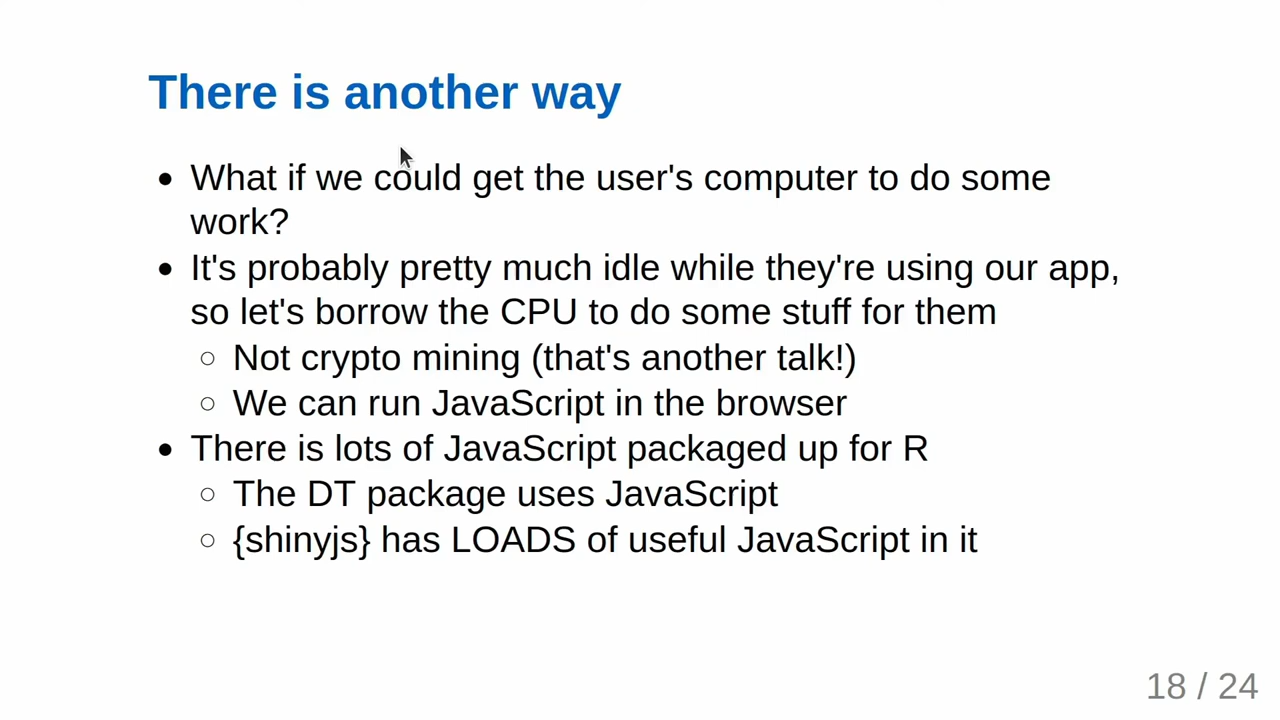 There is another way
What if we could get the user's computer to do some
work?
It's probably pretty much idle while they're using our app,
so let's borrow the CPU to do some stuff for them
Not crypto mining (that's another talk!)
We can run JavaScript in the browser
There is lots of JavaScript packaged up for R
The DT package uses JavaScript
{shinyjs} has LOADS of useful JavaScript in it
18 / 24